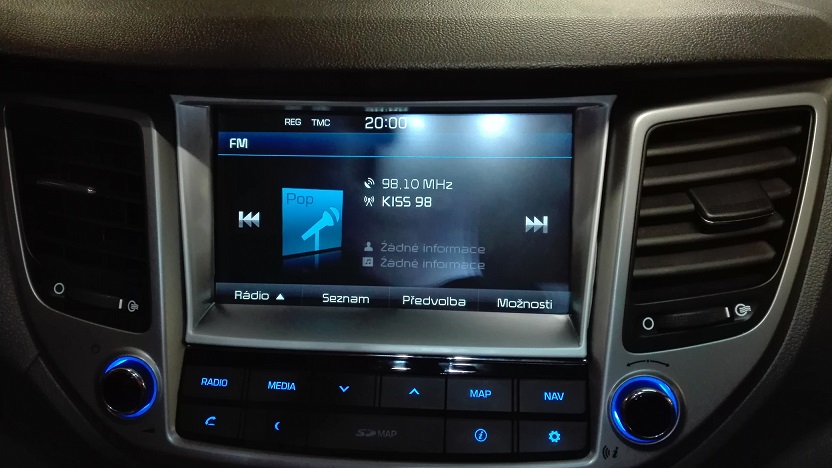 REG TMC 20:00
FM
98.10 MHz
Pop
KISS 98
Žádné informace
Žádné informace
Rádio ▲ Seznam Předvolba Možnosti
RADIO MEDIA MAP NAV
SD MAP